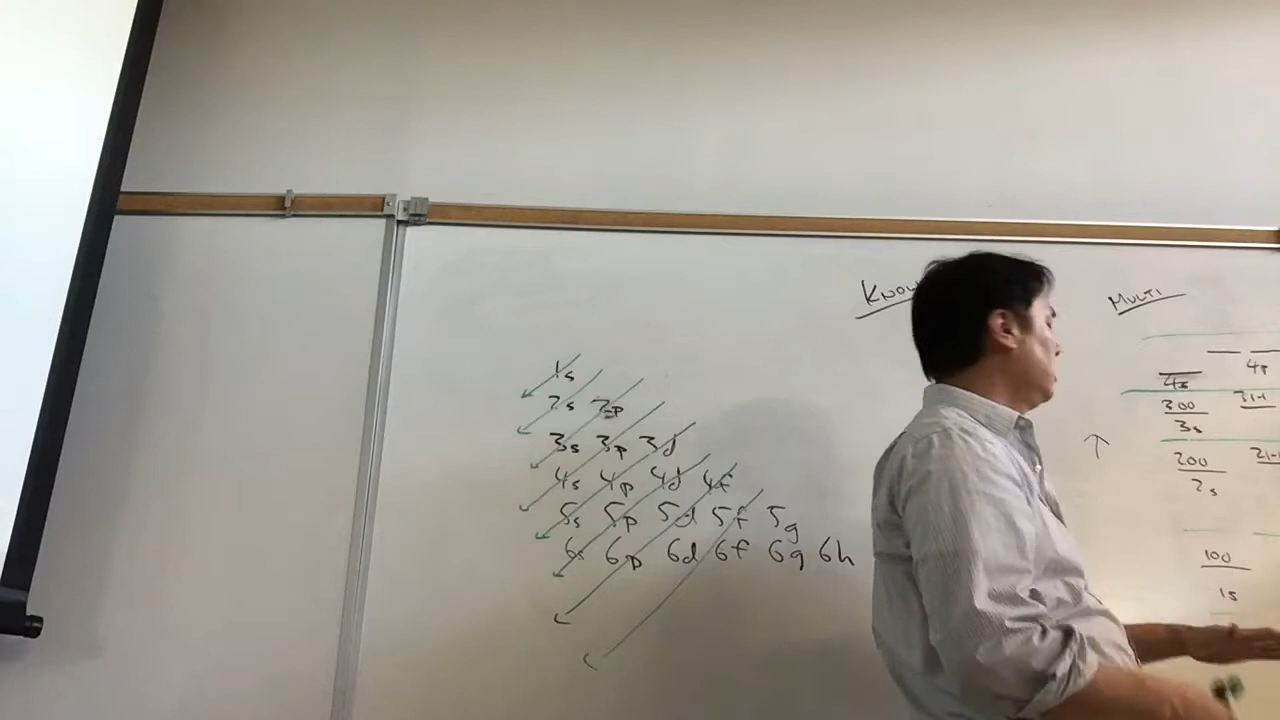 MULTI
1s
2s 2p
3s 3p 3d
4s 4p 4d 4f
5s 5p 5d 5f 5g
6s 6p 6d 6f 6g 6h
4p
4s
300
3s
200
2s
100
1s